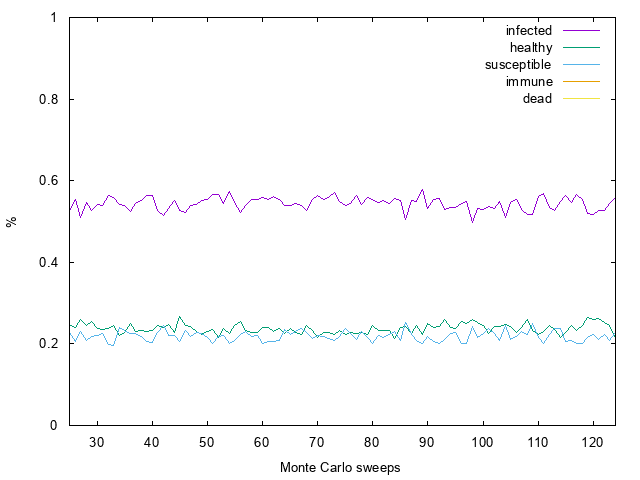 1
infected
healthy
susceptible
immune
dead
0.8
0.6
%
0.4
0.2
0
30 40 50 60 70 80 90 100 110 120
Monte Carlo sweeps